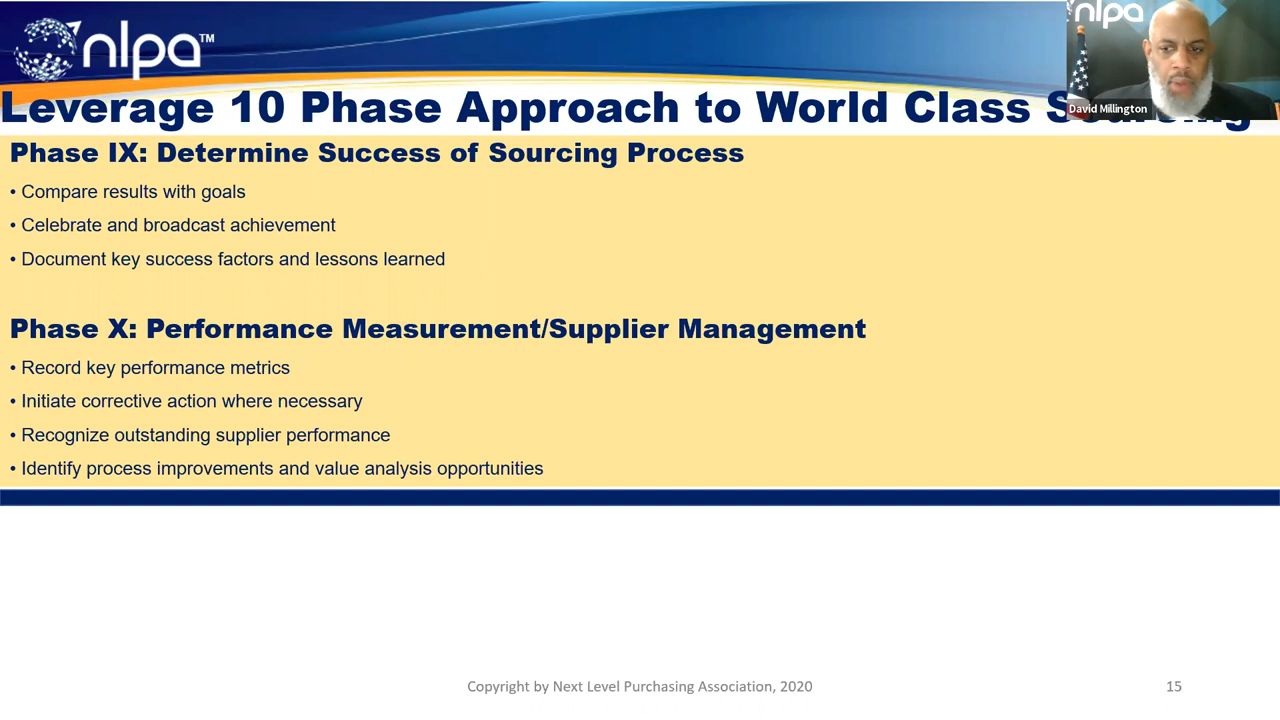 nlpa™
nlpa
David Millington
Leverage 10 Phase Approach to World Class Sourcing
Phase IX: Determine Success of Sourcing Process
• Compare results with goals
• Celebrate and broadcast achievement
• Document key success factors and lessons learned
Phase X: Performance Measurement/Supplier Management
• Record key performance metrics
• Initiate corrective action where necessary
• Recognize outstanding supplier performance
• Identify process improvements and value analysis opportunities
Copyright by Next Level Purchasing Association, 2020
15